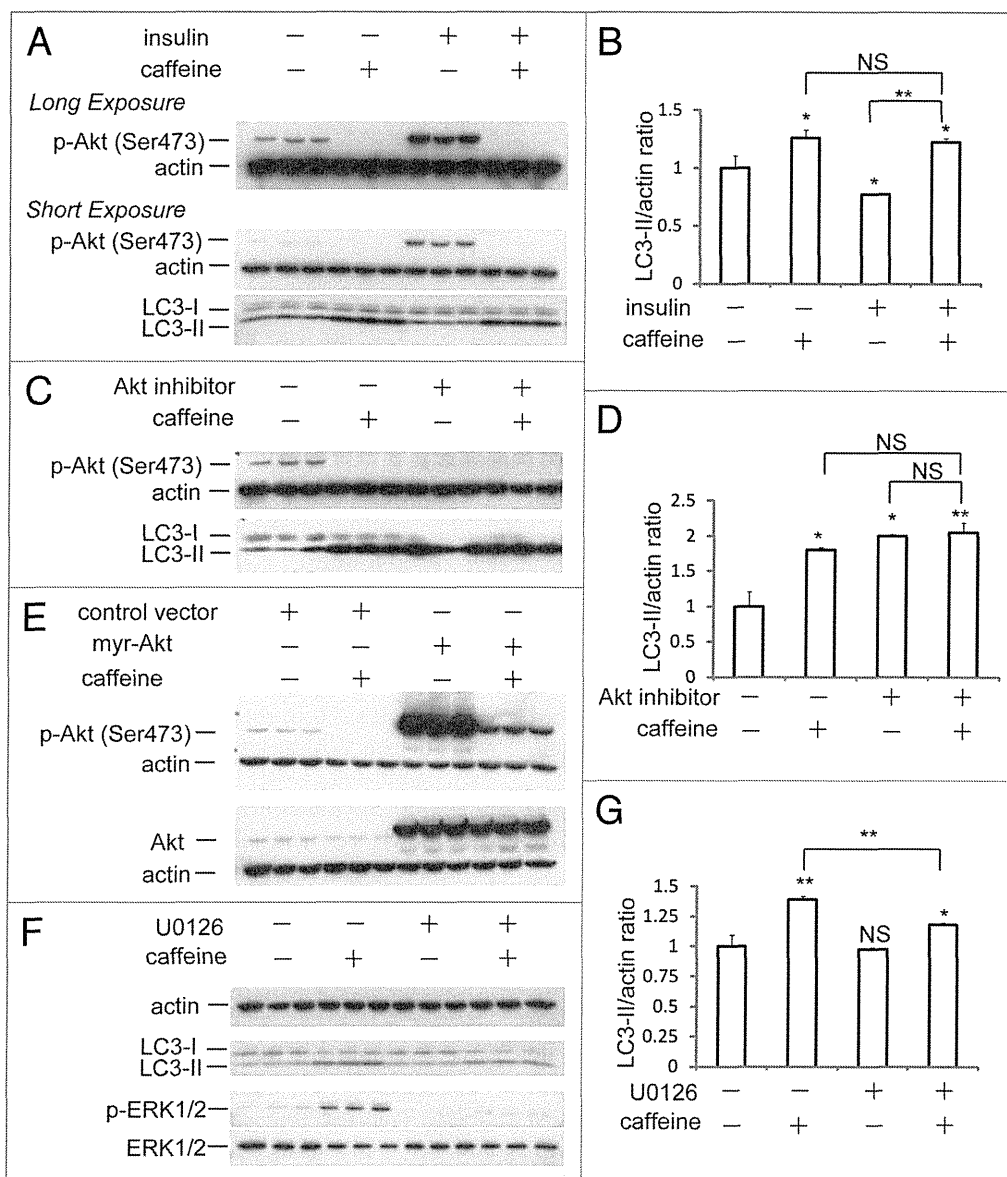 A
insulin − − + +
caffeine − + − +
Long Exposure
p-Akt (Ser473)
actin
Short Exposure
p-Akt (Ser473)
actin
LC3-I
LC3-II
B
NS
**
* * *
LC3-II/actin ratio
1.5
1
0.5
0
insulin − − + +
caffeine − + − +
C
Akt inhibitor − − + +
caffeine − + − +
p-Akt (Ser473)
actin
LC3-I
LC3-II
D
NS
NS
* * **
LC3-II/actin ratio
2.5
2
1.5
1
0.5
0
Akt inhibitor − − + +
caffeine − + − +
E
control vector + + − −
myr-Akt − − + +
caffeine − + − +
p-Akt (Ser473)
actin
Akt
actin
F
U0126 − − + +
caffeine − + − +
actin
LC3-I
LC3-II
p-ERK1/2
ERK1/2
G
**
** NS *
LC3-II/actin ratio
1.5
1.25
1
0.75
0.5
0.25
0
U0126 − − + +
caffeine − + − +